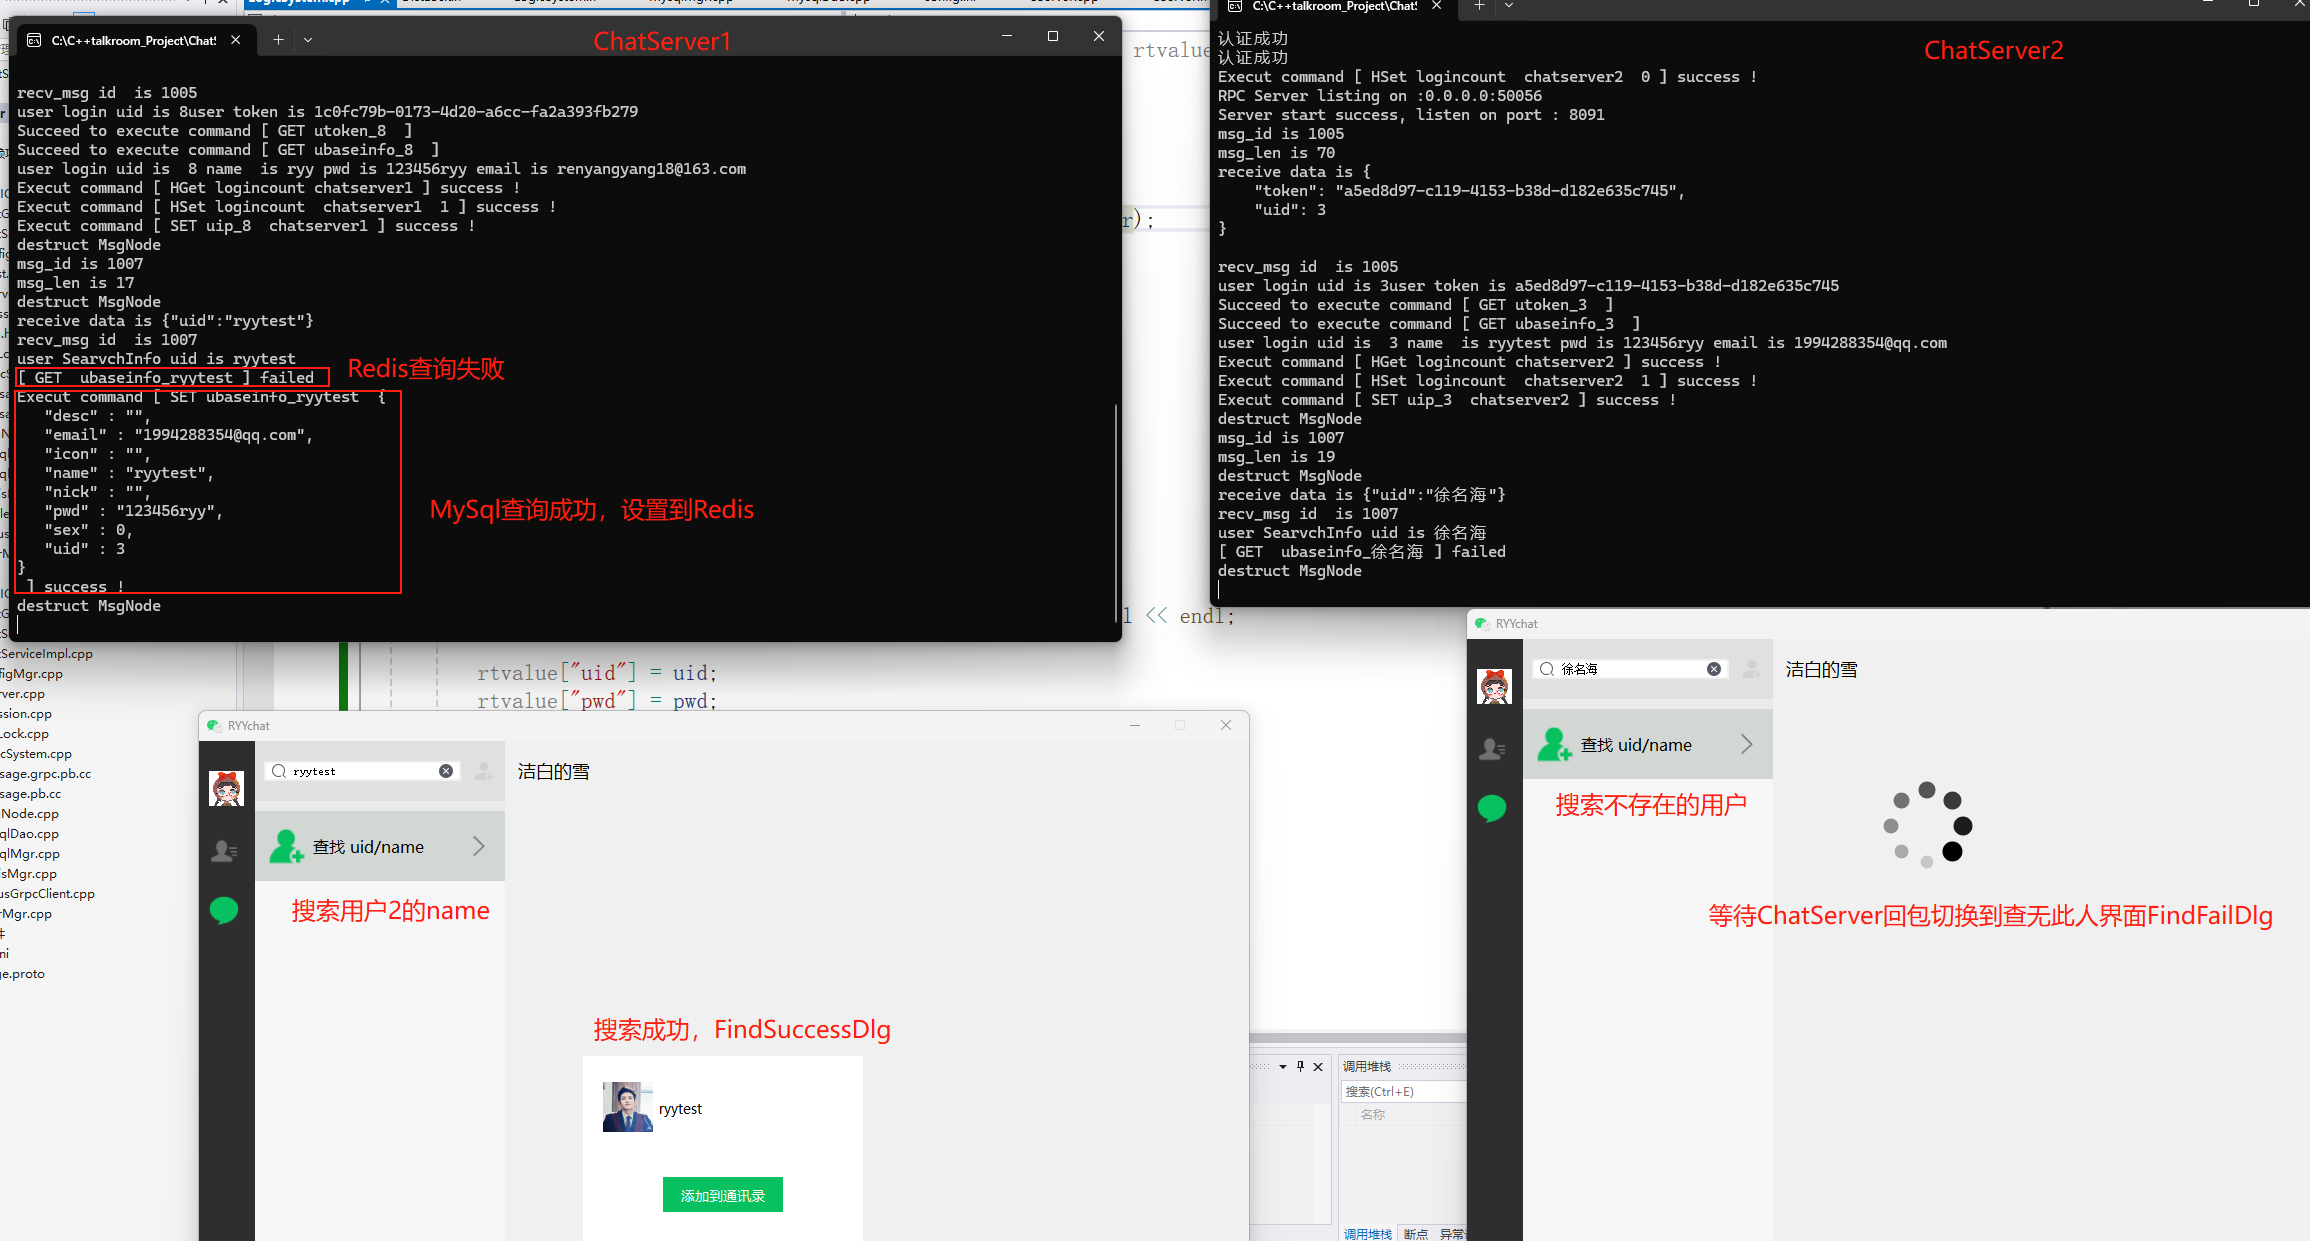 C:\C++talkroom_Project\Chat!
ChatServer1
recv_msg id  is 1005
user login uid is 8user token is 1c0fc79b-0173-4d20-a6cc-fa2a393fb279
Succeed to execute command [ GET utoken_8  ]
Succeed to execute command [ GET ubaseinfo_8  ]
user login uid is  8 name  is ryy pwd is 123456ryy email is renyangyang18@163.com
Execut command [ HGet logincount chatserver1 ] success !
Execut command [ HSet logincount  chatserver1  1 ] success !
Execut command [ SET uip_8  chatserver1 ] success !
destruct MsgNode
msg_id is 1007
msg_len is 17
destruct MsgNode
receive data is {"uid":"ryytest"}
recv_msg id  is 1007
user SearvchInfo uid is ryytest
[ GET  ubaseinfo_ryytest ] failed
Redis查询失败
Execut command [ SET ubaseinfo_ryytest  {
"desc" : "",
"email" : "1994288354@qq.com",
"icon" : "",
"name" : "ryytest",
"nick" : "",
"pwd" : "123456ryy",
"sex" : 0,
"uid" : 3
}
] success !
MySql查询成功，设置到Redis
destruct MsgNode
rtvalue
r);
l << endl;
C:\C++talkroom_Project\Chat!
ChatServer2
认证成功
认证成功
Execut command [ HSet logincount  chatserver2  0 ] success !
RPC Server listing on :0.0.0.0:50056
Server start success, listen on port : 8091
msg_id is 1005
msg_len is 70
receive data is {
"token": "a5ed8d97-c119-4153-b38d-d182e635c745",
"uid": 3
}
recv_msg id  is 1005
user login uid is 3user token is a5ed8d97-c119-4153-b38d-d182e635c745
Succeed to execute command [ GET utoken_3  ]
Succeed to execute command [ GET ubaseinfo_3  ]
user login uid is  3 name  is ryytest pwd is 123456ryy email is 1994288354@qq.com
Execut command [ HGet logincount chatserver2 ] success !
Execut command [ HSet logincount  chatserver2  1 ] success !
Execut command [ SET uip_3  chatserver2 ] success !
destruct MsgNode
msg_id is 1007
msg_len is 19
destruct MsgNode
receive data is {"uid":"徐名海"}
recv_msg id  is 1007
user SearvchInfo uid is 徐名海
[ GET  ubaseinfo_徐名海 ] failed
destruct MsgNode
tServiceImpl.cpp
figMgr.cpp
rver.cpp
ssion.cpp
Lock.cpp
cSystem.cpp
sage.grpc.pb.cc
sage.pb.cc
Node.cpp
qlDao.cpp
qlMgr.cpp
isMgr.cpp
usGrpcClient.cpp
rMgr.cpp
ni
ge.proto
rtvalue["uid"] = uid;
rtvalue["pwd"] = pwd;
RYYchat
ryytest
洁白的雪
查找 uid/name
搜索用户2的name
搜索成功，FindSuccessDlg
ryytest
添加到通讯录
RYYchat
徐名海
洁白的雪
查找 uid/name
搜索不存在的用户
等待ChatServer回包切换到查无此人界面FindFailDlg
调用堆栈
搜索(Ctrl+E)
名称
调用堆栈
断点
异常